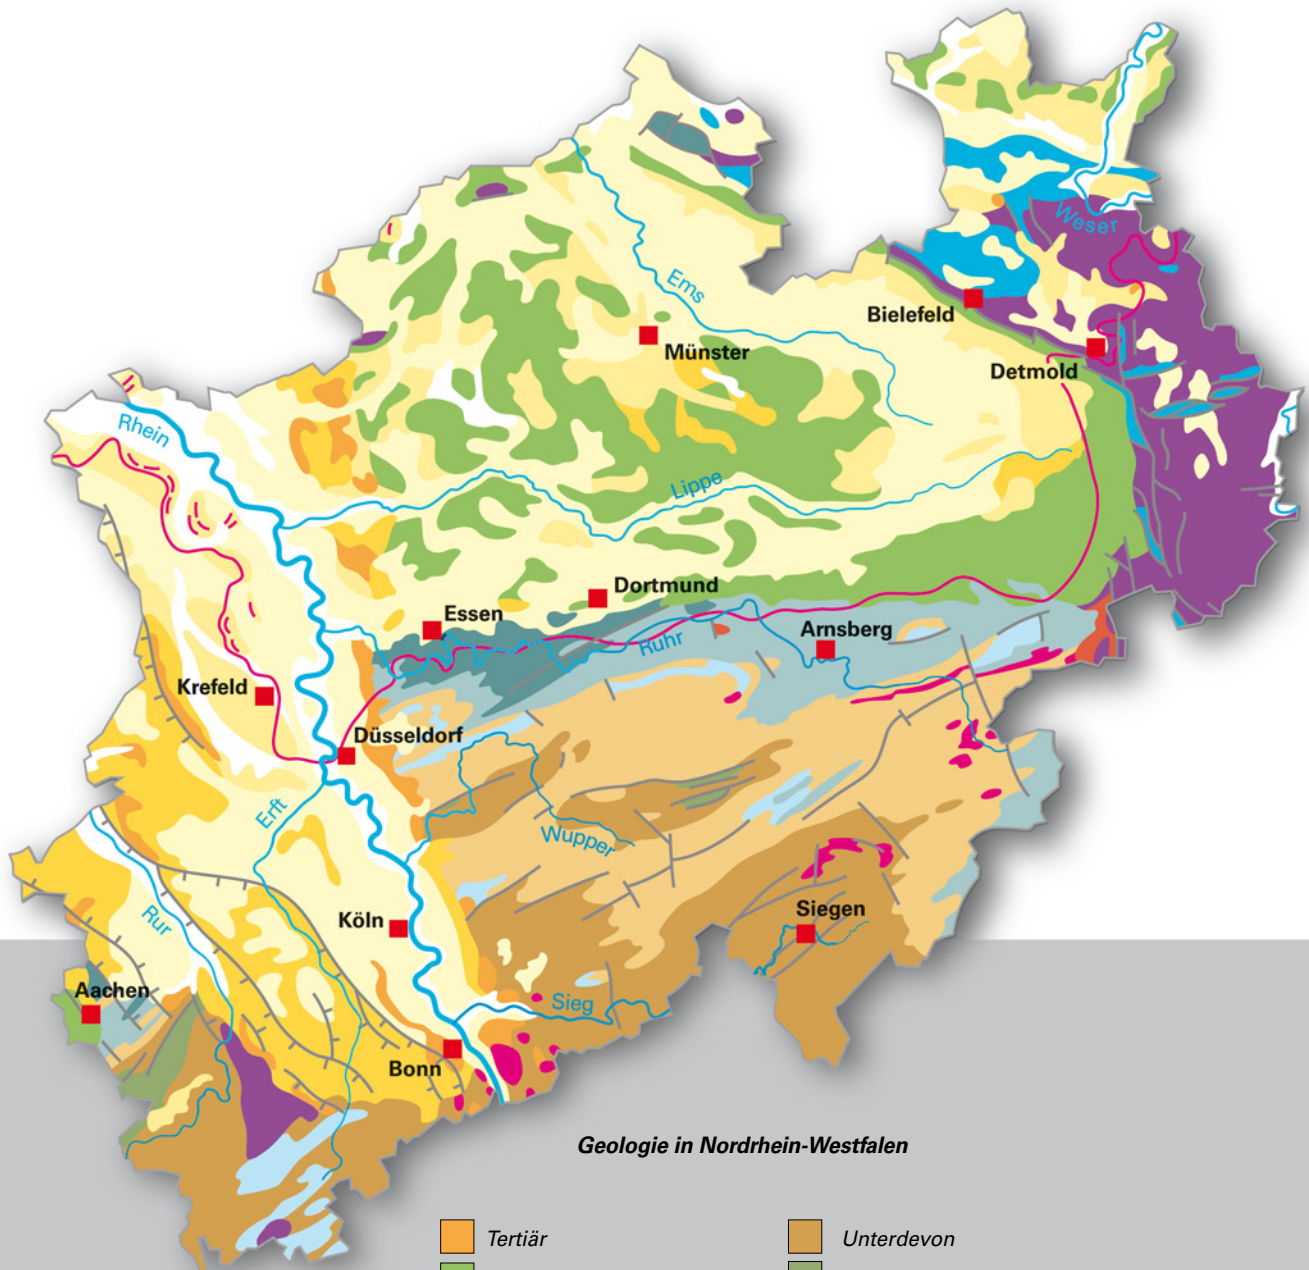 Weser
Ems
Bielefeld
Münster
Detmold
Rhein
Lippe
Dortmund
Essen
Arnsberg
Ruhr
Krefeld
Düsseldorf
Erft
Wupper
Köln
Siegen
Rur
Aachen
Sieg
Bonn
Geologie in Nordrhein-Westfalen
Tertiär
Unterdevon